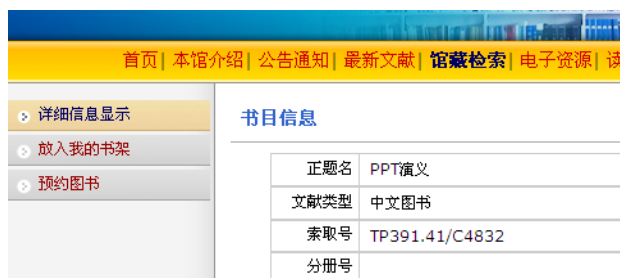 首页| 本馆介绍| 公告通知| 最新文献| 馆藏检索| 电子资源|
详细信息显示
放入我的书架
预约图书
书目信息
正题名 PPT演义
文献类型 中文图书
索取号 TP391.41/C4832
分册号